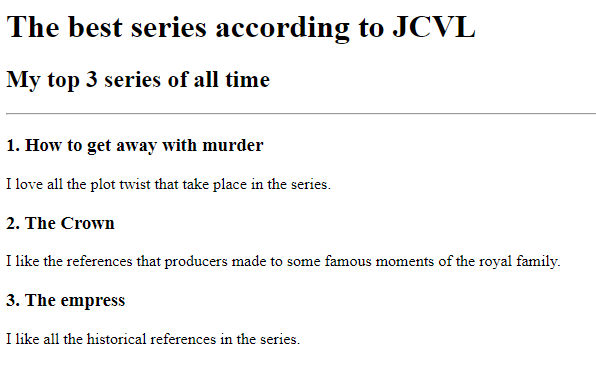 The best series according to JCVL
My top 3 series of all time
1. How to get away with murder
I love all the plot twist that take place in the series.
2. The Crown
I like the references that producers made to some famous moments of the royal family.
3. The empress
I like all the historical references in the series.